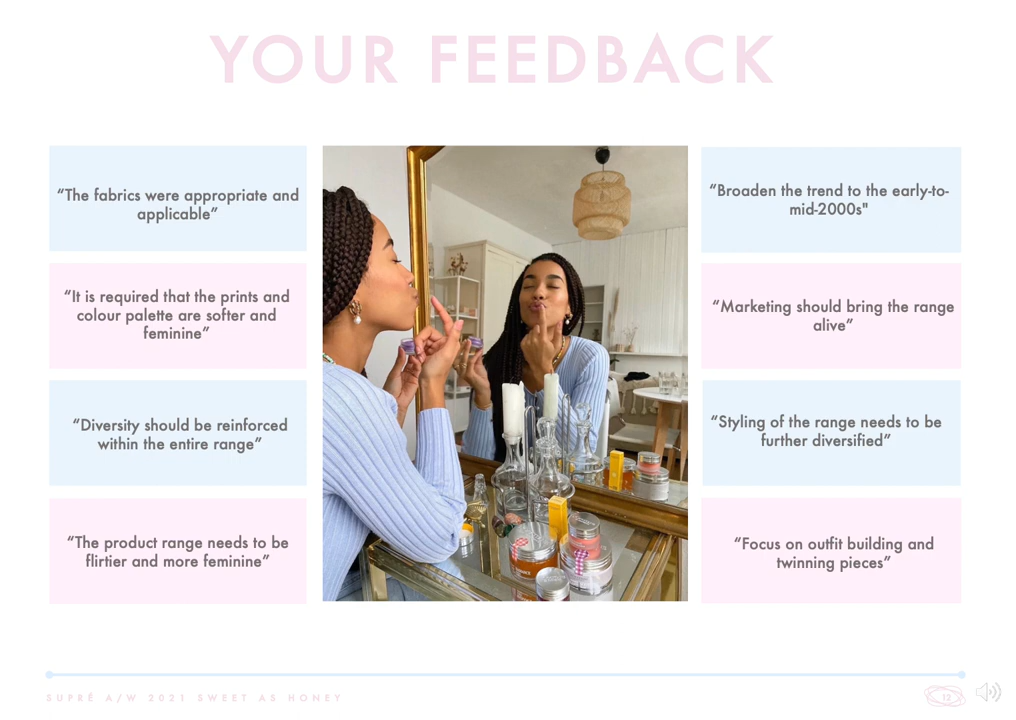 YOUR FEEDBACK
“The fabrics were appropriate and
applicable”
“It is required that the prints and
colour palette are softer and
feminine”
“Diversity should be reinforced
within the entire range”
“The product range needs to be
flirtier and more feminine”
“Broaden the trend to the early-to-
mid-2000s"
“Marketing should bring the range
alive”
“Styling of the range needs to be
further diversified”
“Focus on outfit building and
twinning pieces”
SUPRÉ A/W 2021 SWEET AS HONEY
12